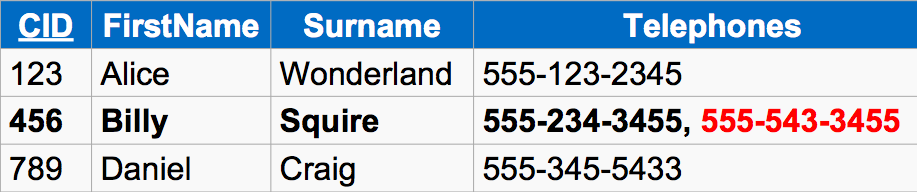 CID FirstName Surname Telephones
123 Alice Wonderland 555-123-2345
456 Billy Squire 555-234-3455, 555-543-3455
789 Daniel Craig 555-345-5433